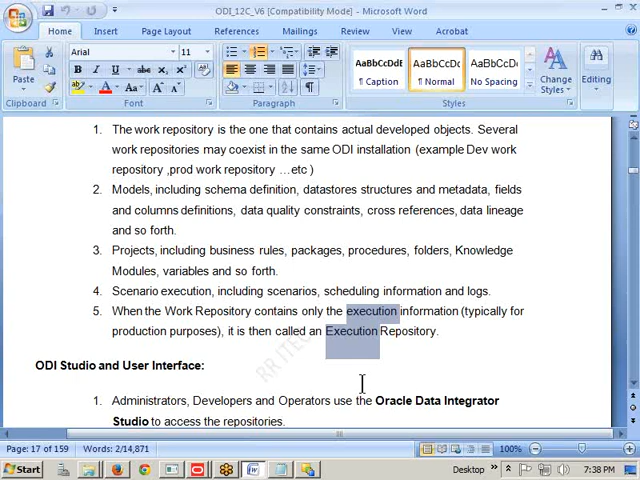 ODI_12C_V6 [Compatibility Mode] - Microsoft Word
Home Insert Page Layout References Mailings Review View Acrobat
Paste
Arial 11
B I U abc x₂ x² Aa
AaBbCcDdE AaBbCcDc AaBbCcDc
¶ Caption ¶ Normal No Spacing
Change Styles
Editing
Clipboard Font Paragraph Styles
1. The work repository is the one that contains actual developed objects. Several
work repositories may coexist in the same ODI installation (example Dev work
repository ,prod work repository …etc )
2. Models, including schema definition, datastores structures and metadata, fields
and columns definitions, data quality constraints, cross references, data lineage
and so forth.
3. Projects, including business rules, packages, procedures, folders, Knowledge
Modules, variables and so forth.
4. Scenario execution, including scenarios, scheduling information and logs.
5. When the Work Repository contains only the execution information (typically for
production purposes), it is then called an Execution Repository.
RR ITEC
ODI Studio and User Interface:
1. Administrators, Developers and Operators use the Oracle Data Integrator
Studio to access the repositories.
Page: 17 of 159 Words: 2/14,871 100%
Start Desktop 7:38 PM